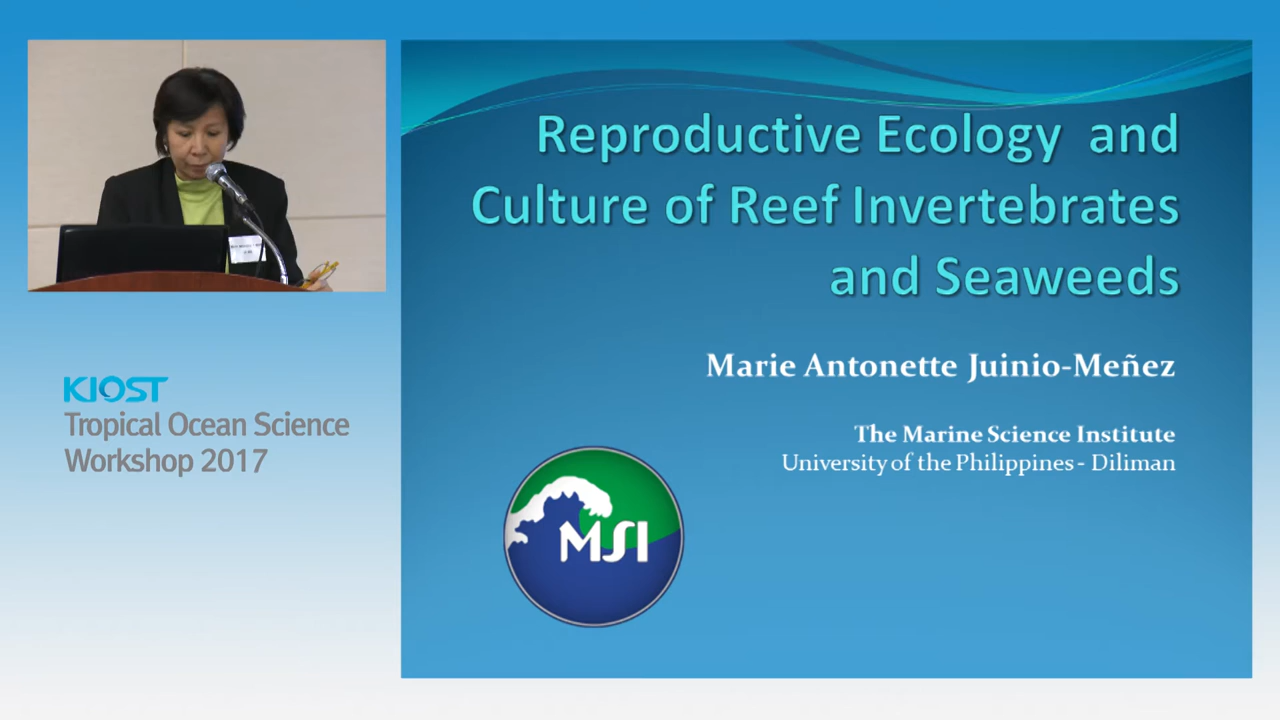 Reproductive Ecology and
Culture of Reef Invertebrates
and Seaweeds
Marie Antonette Juinio-Meñez
The Marine Science Institute
University of the Philippines - Diliman
MSI
KIOST
Tropical Ocean Science
Workshop 2017